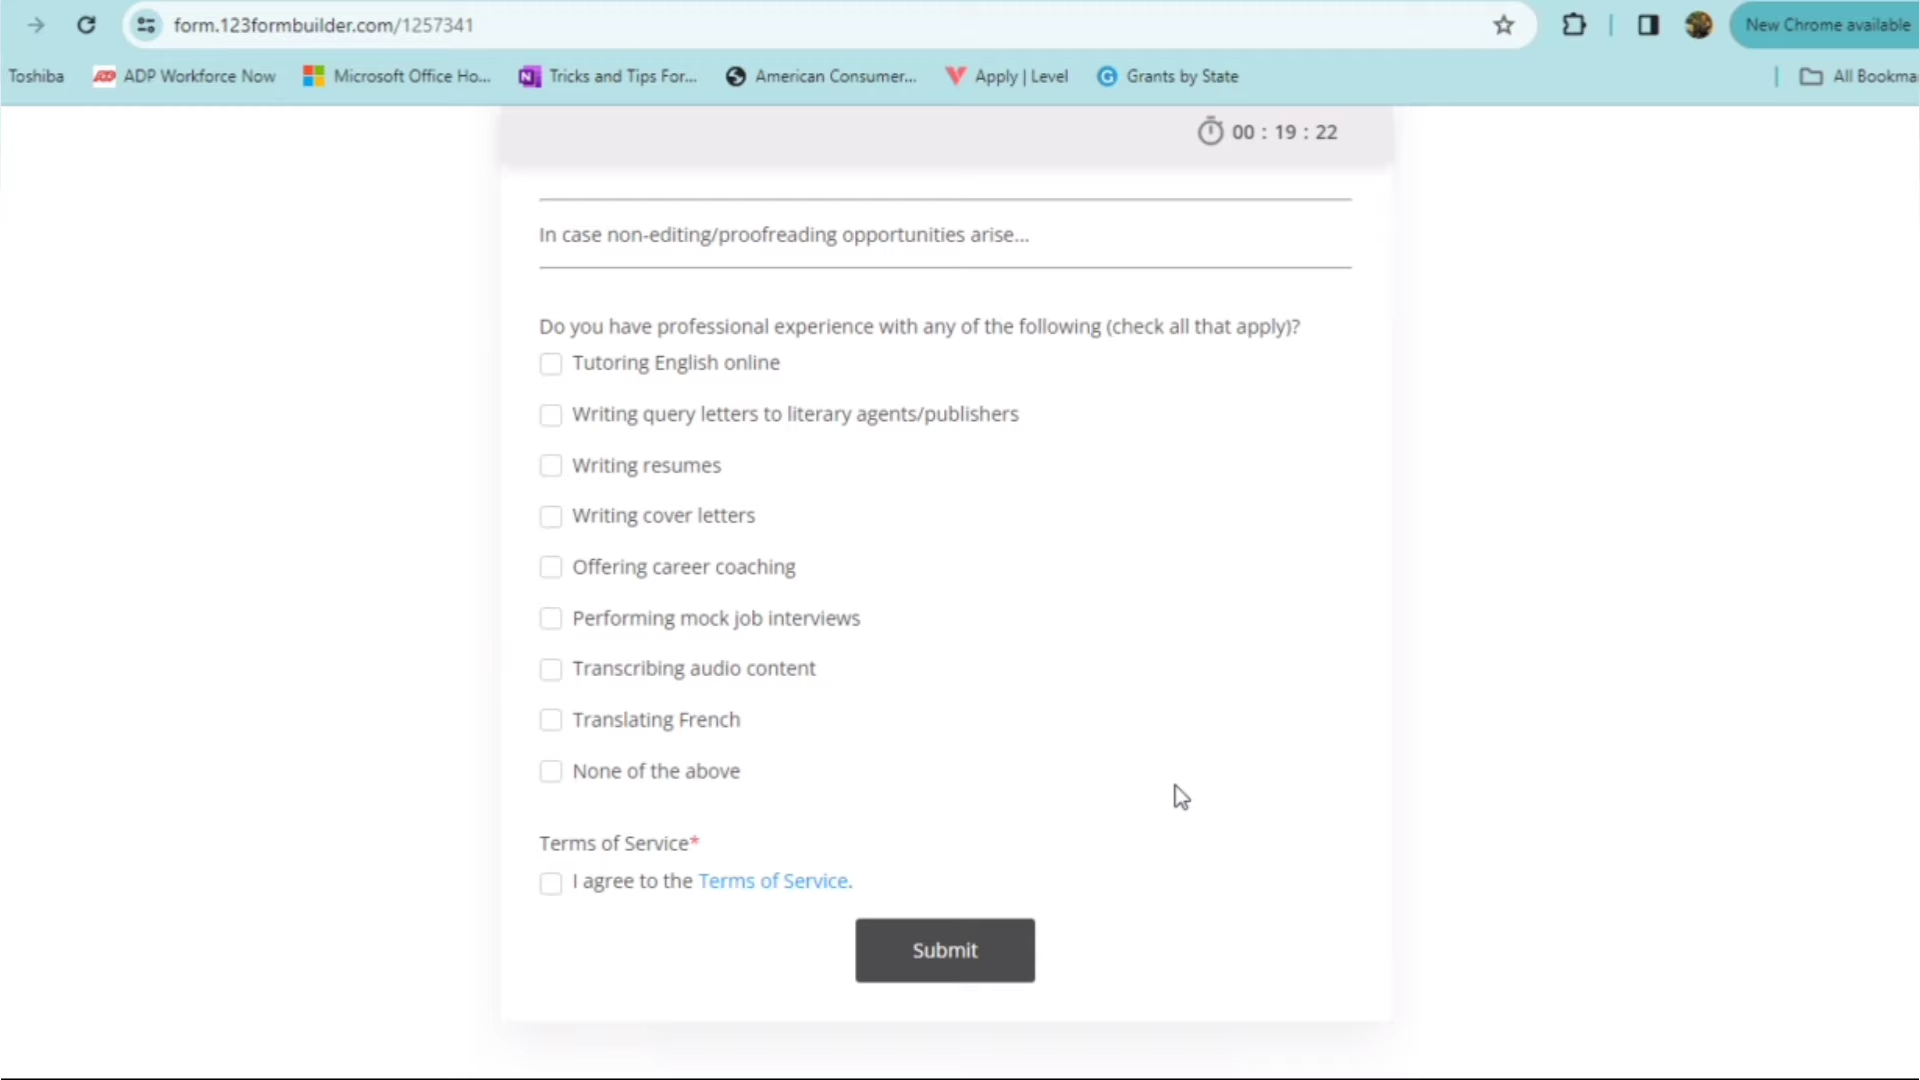 form.123formbuilder.com/1257341
New Chrome available
Toshiba
ADP Workforce Now
Microsoft Office Ho...
Tricks and Tips For...
American Consumer...
Apply | Level
Grants by State
All Bookma
00 : 19 : 22
In case non-editing/proofreading opportunities arise...
Do you have professional experience with any of the following (check all that apply)?
Tutoring English online
Writing query letters to literary agents/publishers
Writing resumes
Writing cover letters
Offering career coaching
Performing mock job interviews
Transcribing audio content
Translating French
None of the above
Terms of Service*
I agree to the Terms of Service.
Submit